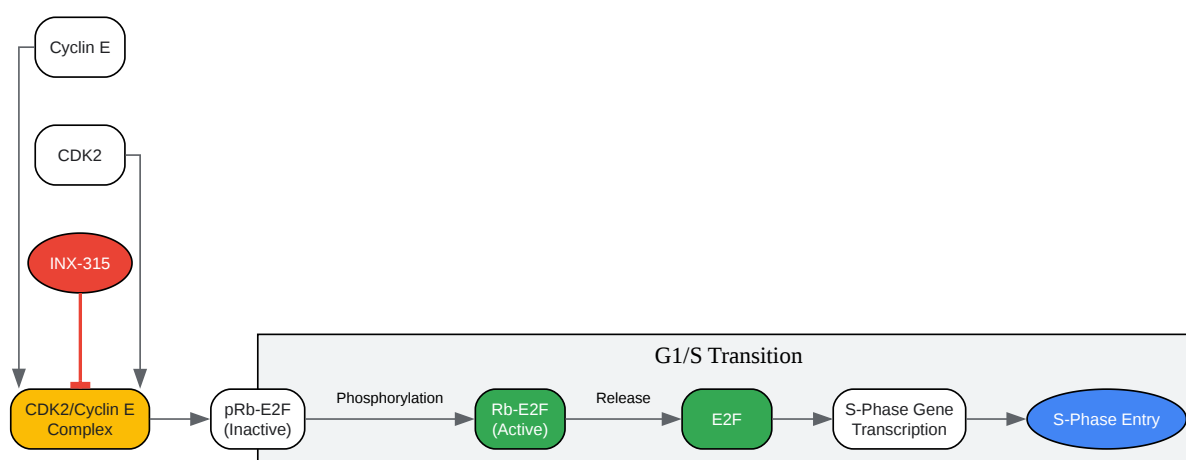 Cyclin E
CDK2
INX-315
G1/S Transition
CDK2/Cyclin E
Complex
pRb-E2F
(Inactive)
Phosphorylation
Rb-E2F
(Active)
Release
E2F
S-Phase Gene
Transcription
S-Phase Entry